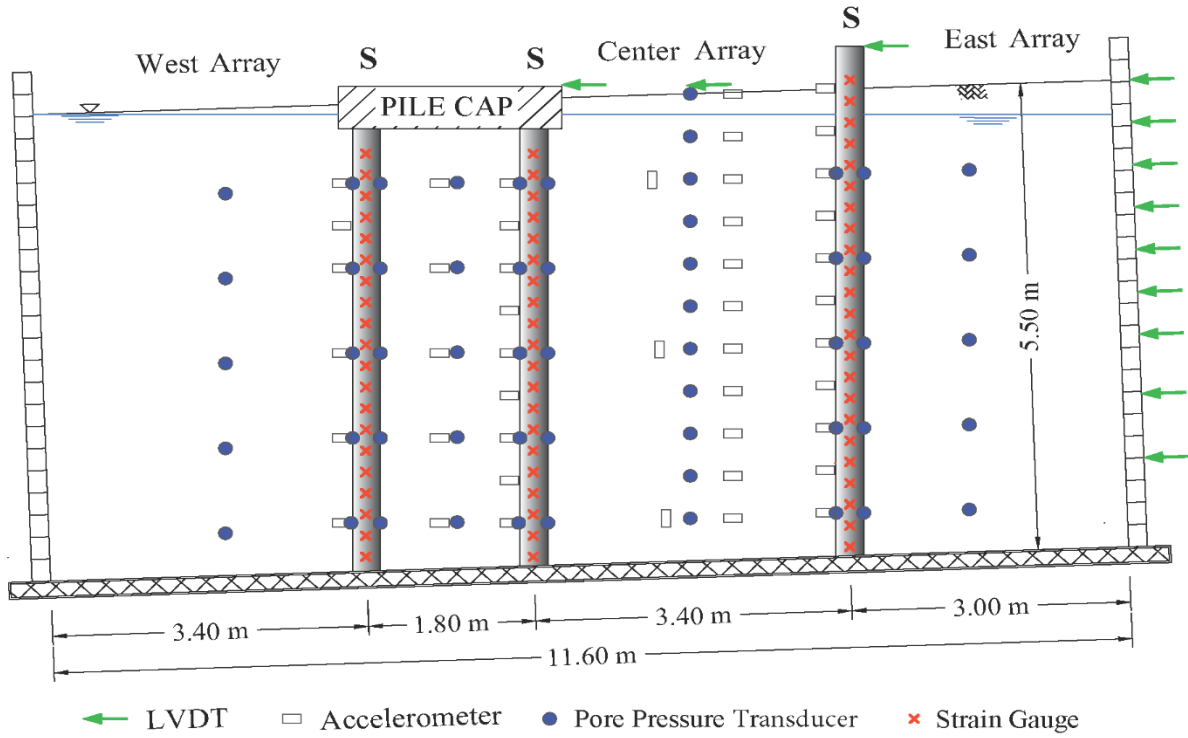 S
West Array
S
S
Center Array
East Array
PILE CAP
5.50 m
3.40 m
1.80 m
3.40 m
3.00 m
11.60 m
LVDT
Accelerometer
Pore Pressure Transducer
Strain Gauge